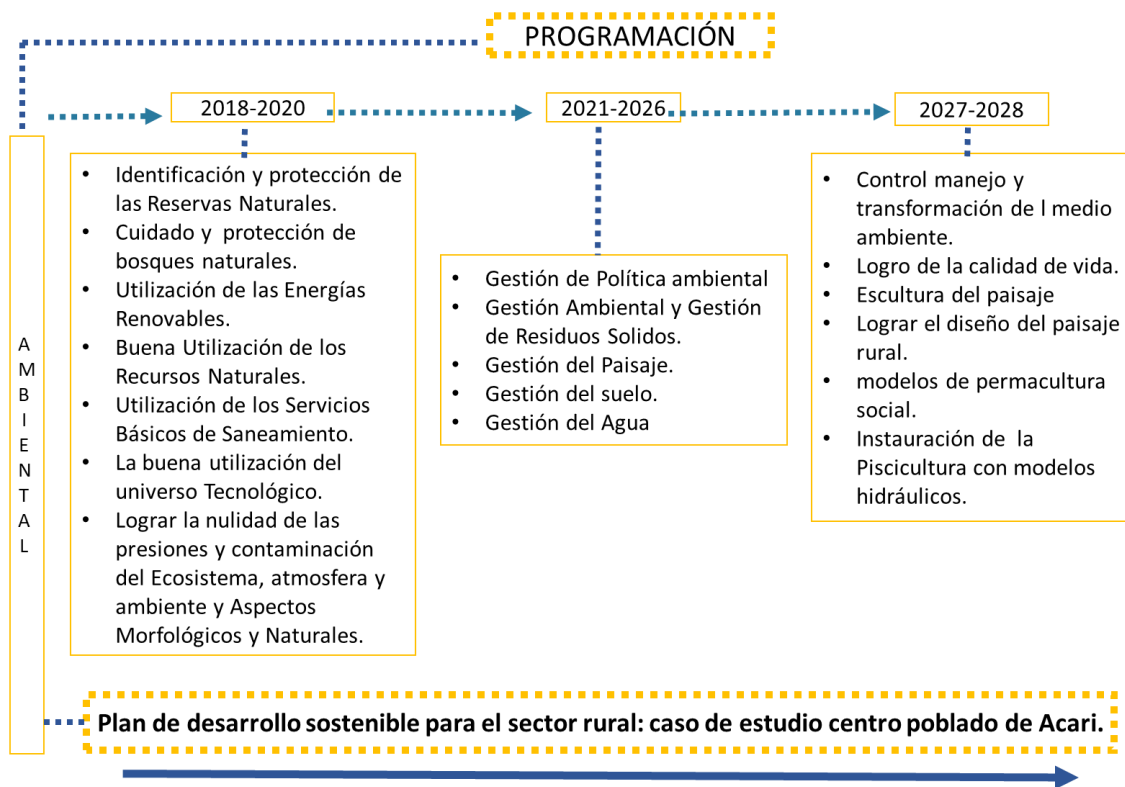 PROGRAMACIÓN
2018-2020
2021-2026
2027-2028
AMBIENTAL
• Identificación y protección de
las Reservas Naturales.
• Cuidado y protección de
bosques naturales.
• Utilización de las Energías
Renovables.
• Buena Utilización de los
Recursos Naturales.
• Utilización de los Servicios
Básicos de Saneamiento.
• La buena utilización del
universo Tecnológico.
• Lograr la nulidad de las
presiones y contaminación
del Ecosistema, atmosfera y
ambiente y Aspectos
Morfológicos y Naturales.
• Gestión de Política ambiental
• Gestión Ambiental y Gestión
de Residuos Solidos.
• Gestión del Paisaje.
• Gestión del suelo.
• Gestión del Agua
• Control manejo y
transformación de l medio
ambiente.
• Logro de la calidad de vida.
• Escultura del paisaje
• Lograr el diseño del paisaje
rural.
• modelos de permacultura
social.
• Instauración de la
Piscicultura con modelos
hidráulicos.
Plan de desarrollo sostenible para el sector rural: caso de estudio centro poblado de Acari.